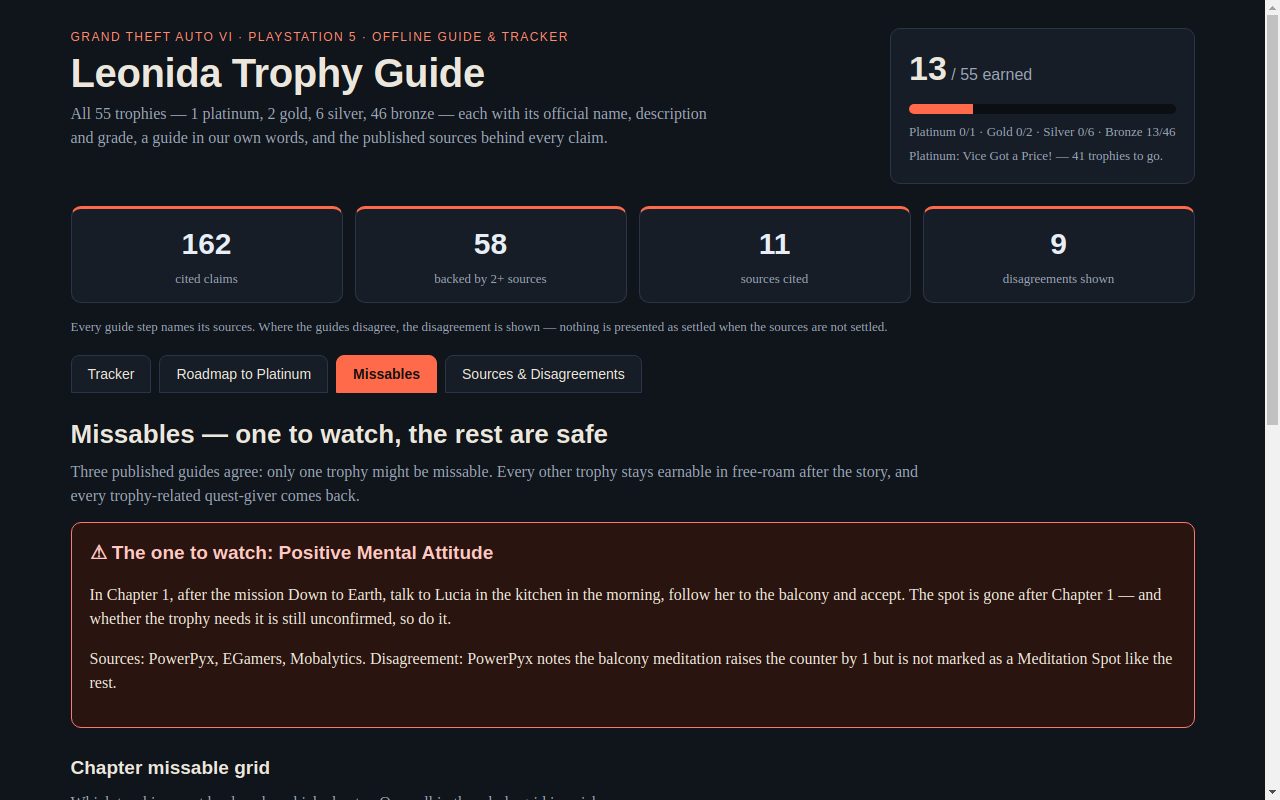 GRAND THEFT AUTO VI · PLAYSTATION 5 · OFFLINE GUIDE & TRACKER
Leonida Trophy Guide
All 55 trophies — 1 platinum, 2 gold, 6 silver, 46 bronze — each with its official name, description
and grade, a guide in our own words, and the published sources behind every claim.
13 / 55 earned
Platinum 0/1 · Gold 0/2 · Silver 0/6 · Bronze 13/46
Platinum: Vice Got a Price! — 41 trophies to go.
162
cited claims
58
backed by 2+ sources
11
sources cited
9
disagreements shown
Every guide step names its sources. Where the guides disagree, the disagreement is shown — nothing is presented as settled when the sources are not settled.
Tracker
Roadmap to Platinum
Missables
Sources & Disagreements
Missables — one to watch, the rest are safe
Three published guides agree: only one trophy might be missable. Every other trophy stays earnable in free-roam after the story, and
every trophy-related quest-giver comes back.
⚠ The one to watch: Positive Mental Attitude
In Chapter 1, after the mission Down to Earth, talk to Lucia in the kitchen in the morning, follow her to the balcony and accept. The spot is gone after Chapter 1 — and
whether the trophy needs it is still unconfirmed, so do it.
Sources: PowerPyx, EGamers, Mobalytics. Disagreement: PowerPyx notes the balcony meditation raises the counter by 1 but is not marked as a Meditation Spot like the
rest.
Chapter missable grid